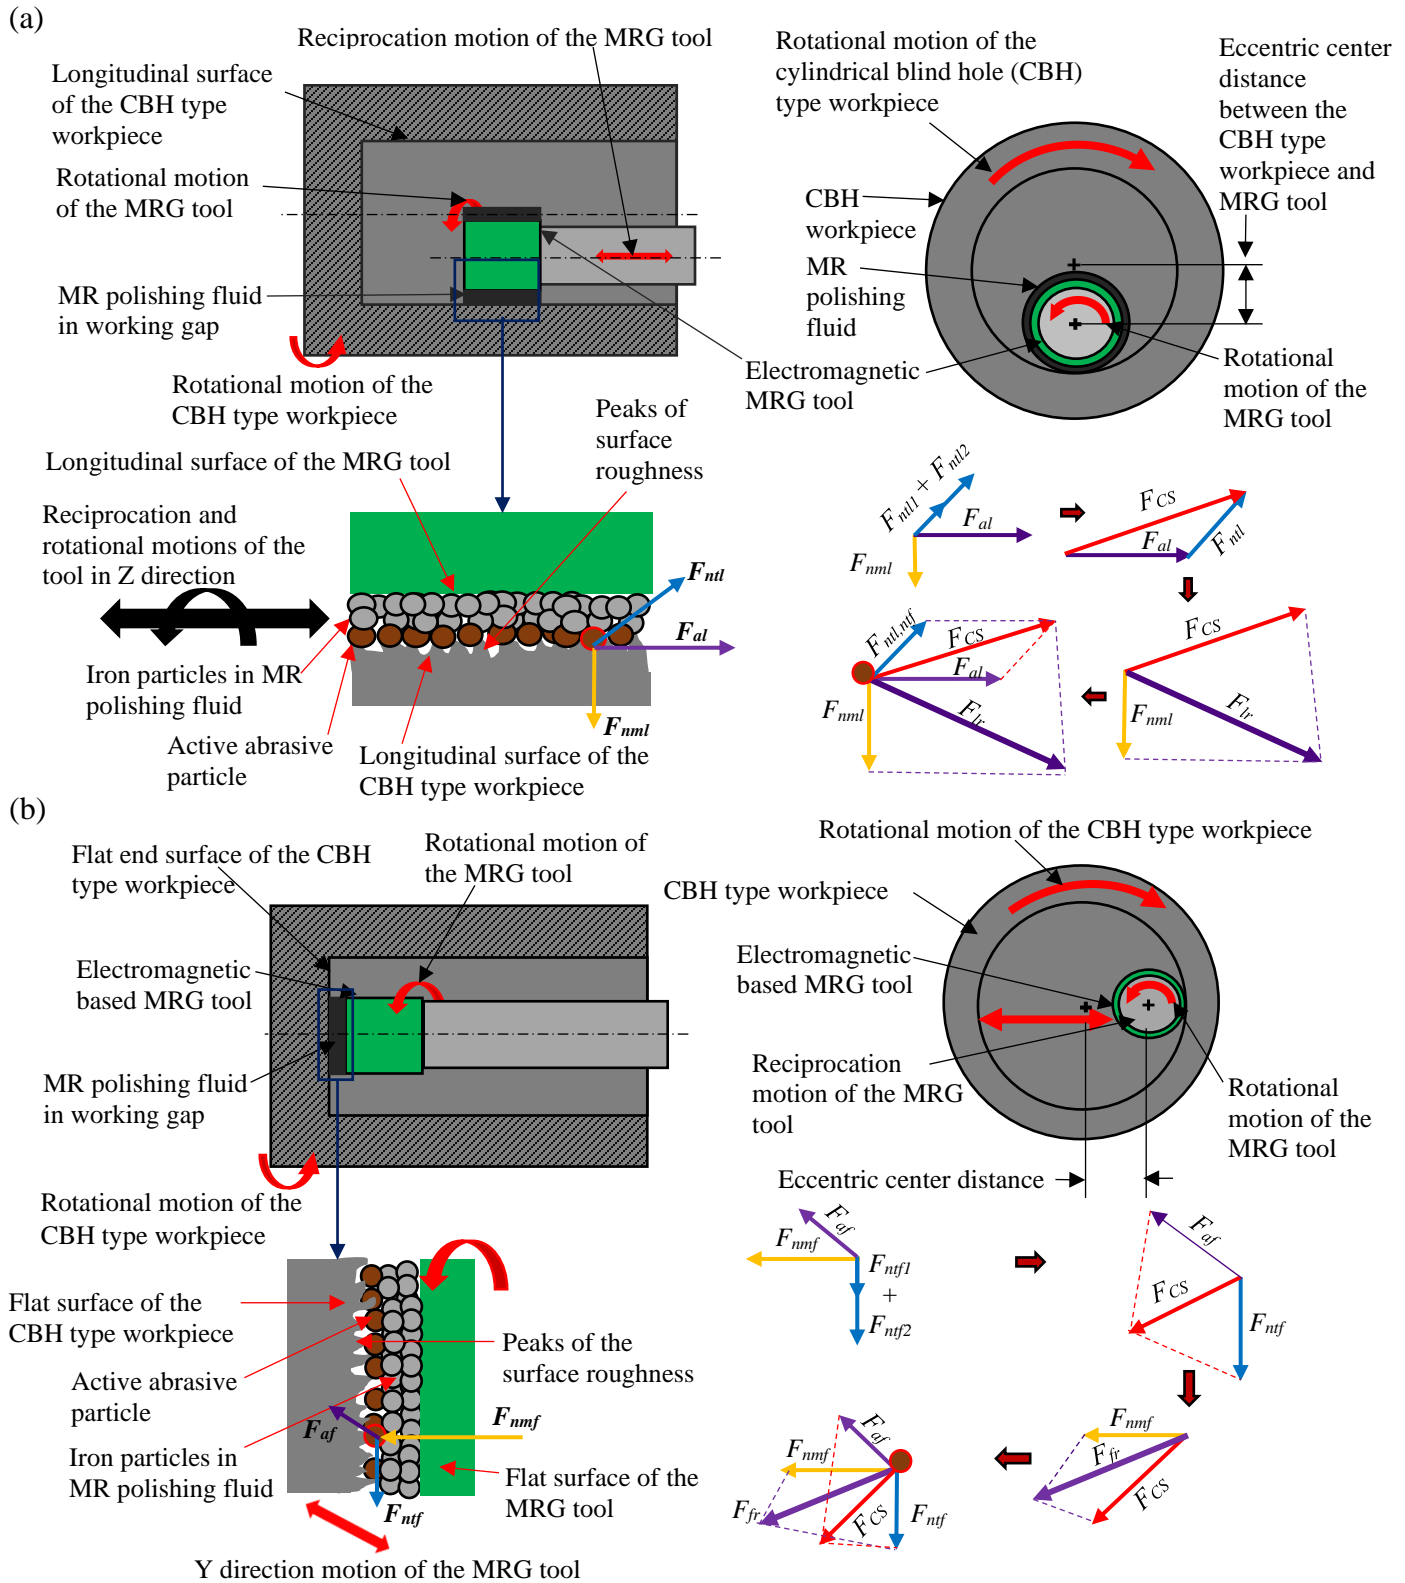 (a)
Reciprocation motion of the MRG tool
Longitudinal surface
of the CBH type
workpiece
Rotational motion
of the MRG tool
MR polishing fluid
in working gap
Rotational motion of the
CBH type workpiece
Rotational motion of the
cylindrical blind hole (CBH)
type workpiece
Eccentric center
distance
between the
CBH type
workpiece and
MRG tool
CBH
workpiece
MR
polishing
fluid
Electromagnetic
MRG tool
Rotational
motion of the
MRG tool
Peaks of
surface
roughness
Longitudinal surface of the MRG tool
Reciprocation and
rotational motions of the
tool in Z direction
Iron particles in MR
polishing fluid
Active abrasive
particle
Longitudinal surface of the
CBH type workpiece
Fntl
Fal
Fnml
Fntl1 + Fntl2
Fal
Fnml
FCS
Fal
Fntl
Fntl,ntf
FCS
Fal
Fnml
Flr
FCS
Fnml
Flr
(b)
Flat end surface of the CBH
type workpiece
Rotational motion of
the MRG tool
Electromagnetic
based MRG tool
MR polishing fluid
in working gap
Rotational motion of the
CBH type workpiece
Rotational motion of the CBH type workpiece
CBH type workpiece
Electromagnetic
based MRG tool
Reciprocation
motion of the MRG
tool
Rotational
motion of the
MRG tool
Eccentric center distance
Flat surface of the
CBH type workpiece
Active abrasive
particle
Iron particles in
MR polishing fluid
Peaks of the
surface roughness
Flat surface of the
MRG tool
Faf
Fnmf
Fntf
Y direction motion of the MRG tool
Faf
Fnmf
Fntf1
+
Fntf2
Faf
FCS
Fntf
Faf
Fnmf
Ffr
FCS
Fntf
Fnmf
Ffr
FCS